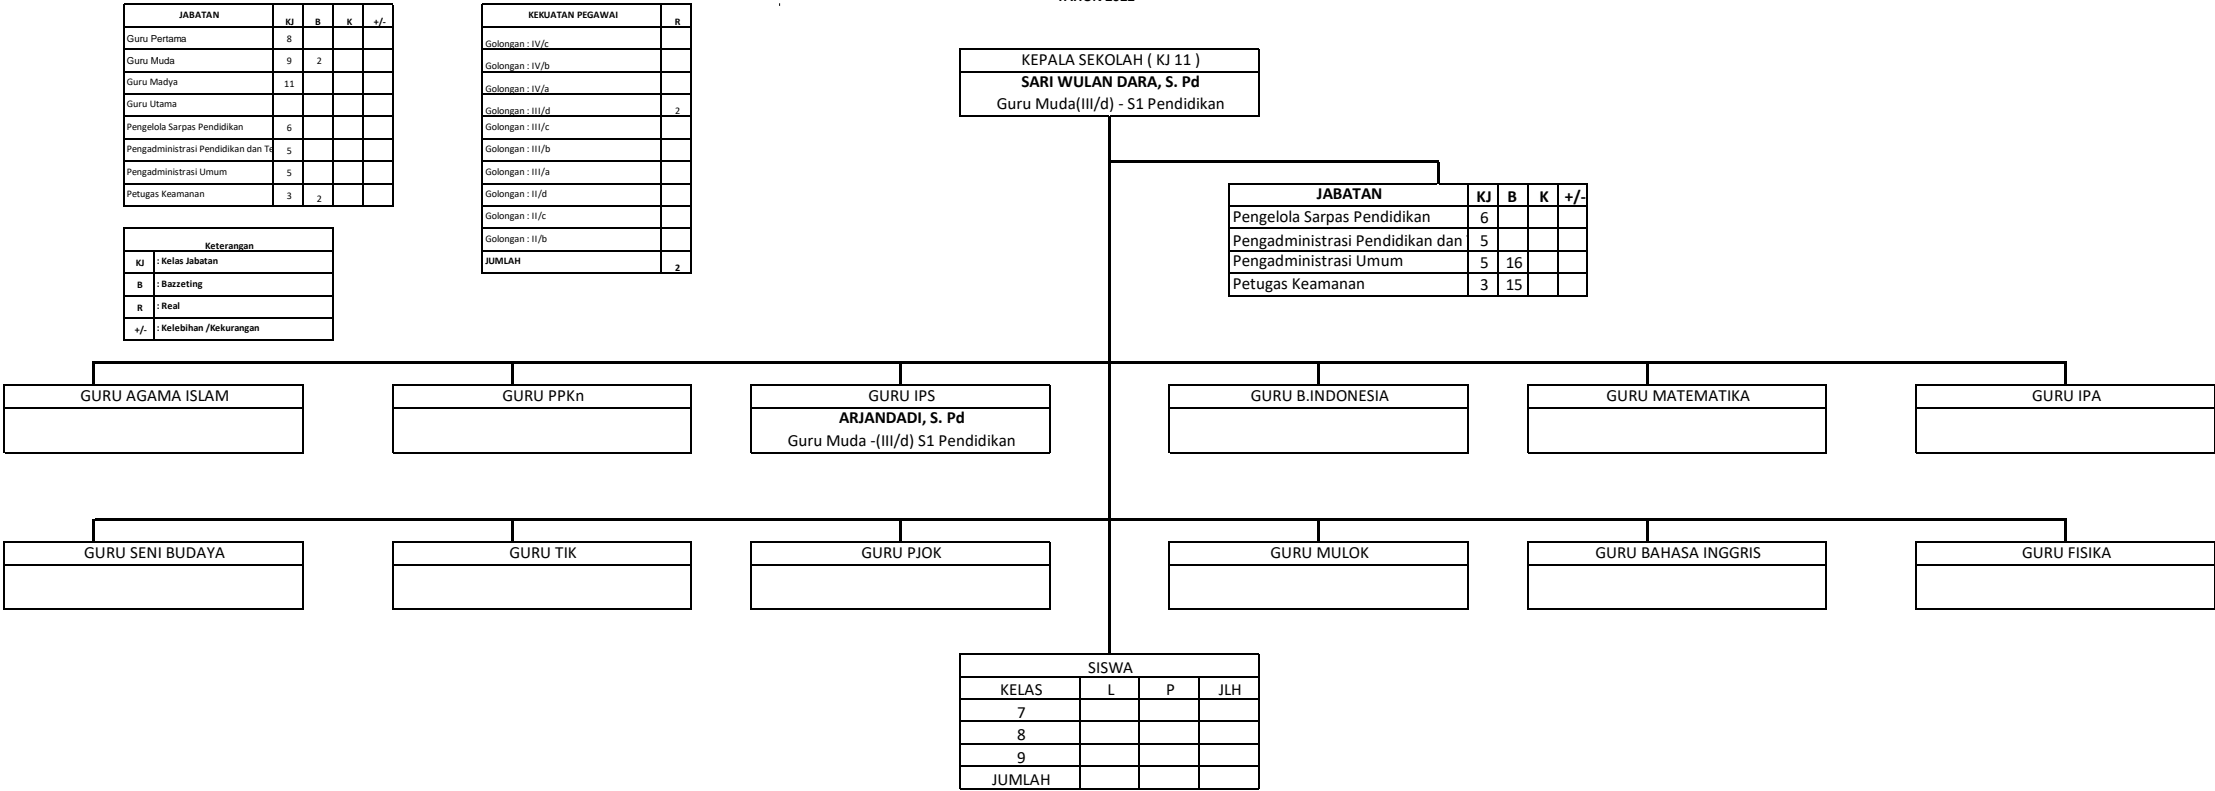 JABATAN KJ B K +/-
Guru Pertama 8
Guru Muda 9 2
Guru Madya 11
Guru Utama
Pengelola Sarpas Pendidikan 6
Pengadministrasi Pendidikan dan Te 5
Pengadministrasi Umum 5
Petugas Keamanan 3 2
Keterangan
KJ : Kelas Jabatan
B : Bazzeting
R : Real
+/- : Kelebihan /Kekurangan
KEKUATAN PEGAWAI R
Golongan : IV/c
Golongan : IV/b
Golongan : IV/a
Golongan : III/d 2
Golongan : III/c
Golongan : III/b
Golongan : III/a
Golongan : II/d
Golongan : II/c
Golongan : II/b
JUMLAH 2
KEPALA SEKOLAH ( KJ 11 )
SARI WULAN DARA, S. Pd
Guru Muda(III/d) - S1 Pendidikan
JABATAN KJ B K +/-
Pengelola Sarpas Pendidikan 6
Pengadministrasi Pendidikan dan 5
Pengadministrasi Umum 5 16
Petugas Keamanan 3 15
GURU AGAMA ISLAM
GURU PPKn
GURU IPS
ARJANDADI, S. Pd
Guru Muda -(III/d) S1 Pendidikan
GURU B.INDONESIA
GURU MATEMATIKA
GURU IPA
GURU SENI BUDAYA
GURU TIK
GURU PJOK
GURU MULOK
GURU BAHASA INGGRIS
GURU FISIKA
SISWA
KELAS L P JLH
7
8
9
JUMLAH